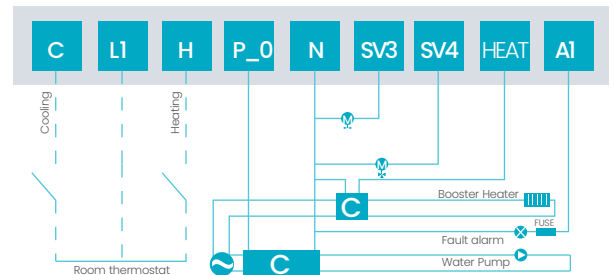 C L1 H P_0 N SV3 SV4 HEAT A1
Cooling
Heating
M
M
Booster Heater
C
FUSE
Fault alarm
Water Pump
C
Room thermostat